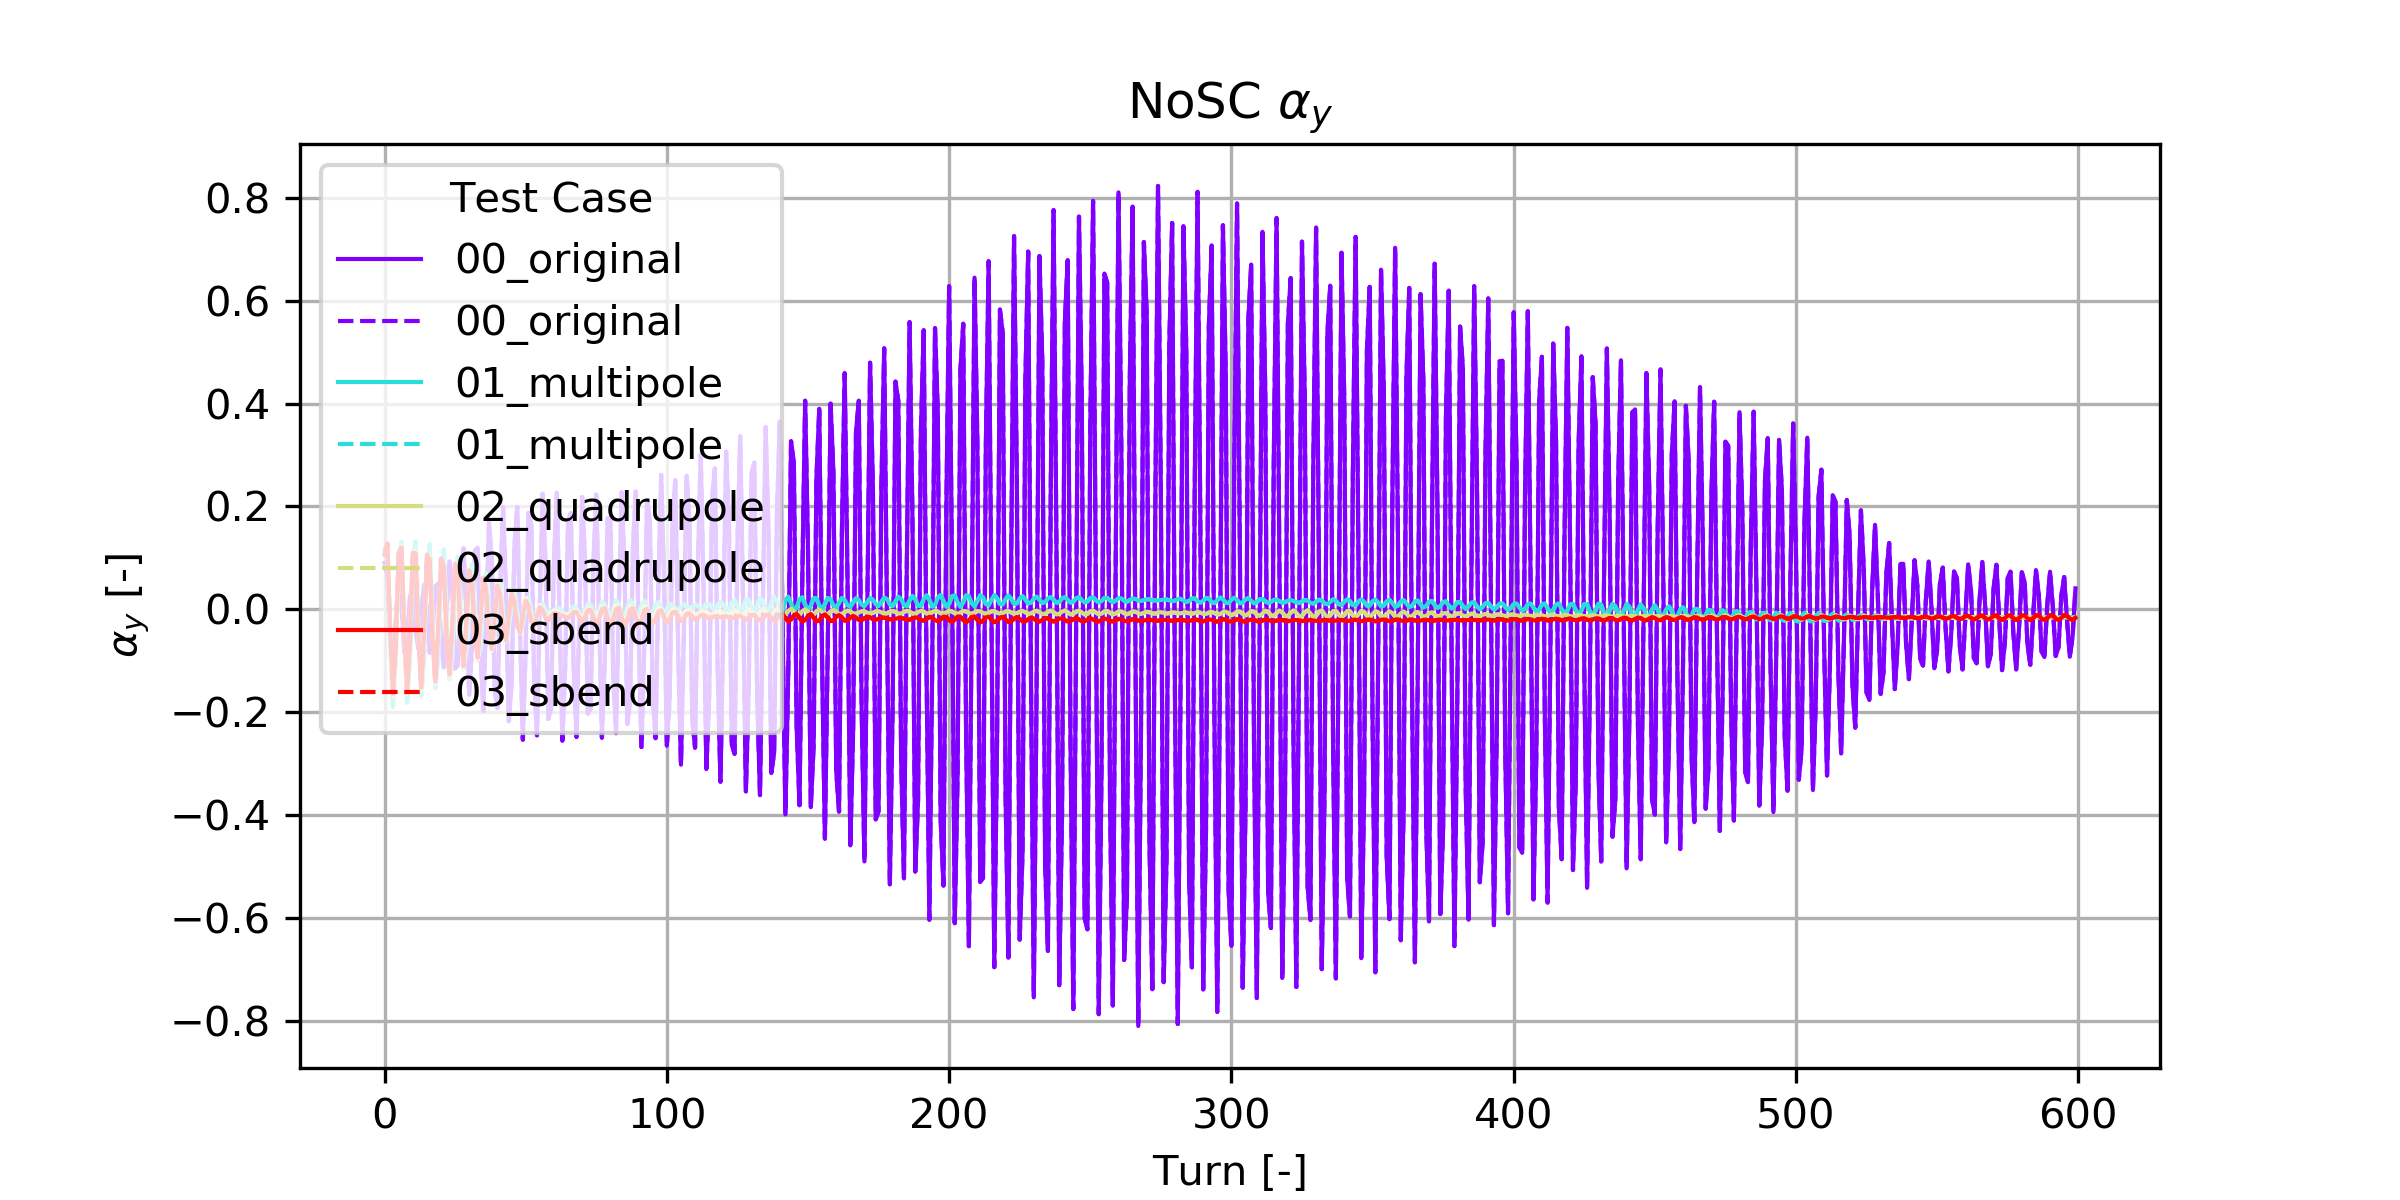 NoSC α_y
α_y [-]
0.8
0.6
0.4
0.2
0.0
−0.2
−0.4
−0.6
−0.8
Test Case
00_original
00_original
01_multipole
01_multipole
02_quadrupole
02_quadrupole
03_sbend
03_sbend
0 100 200 300 400 500 600
Turn [-]